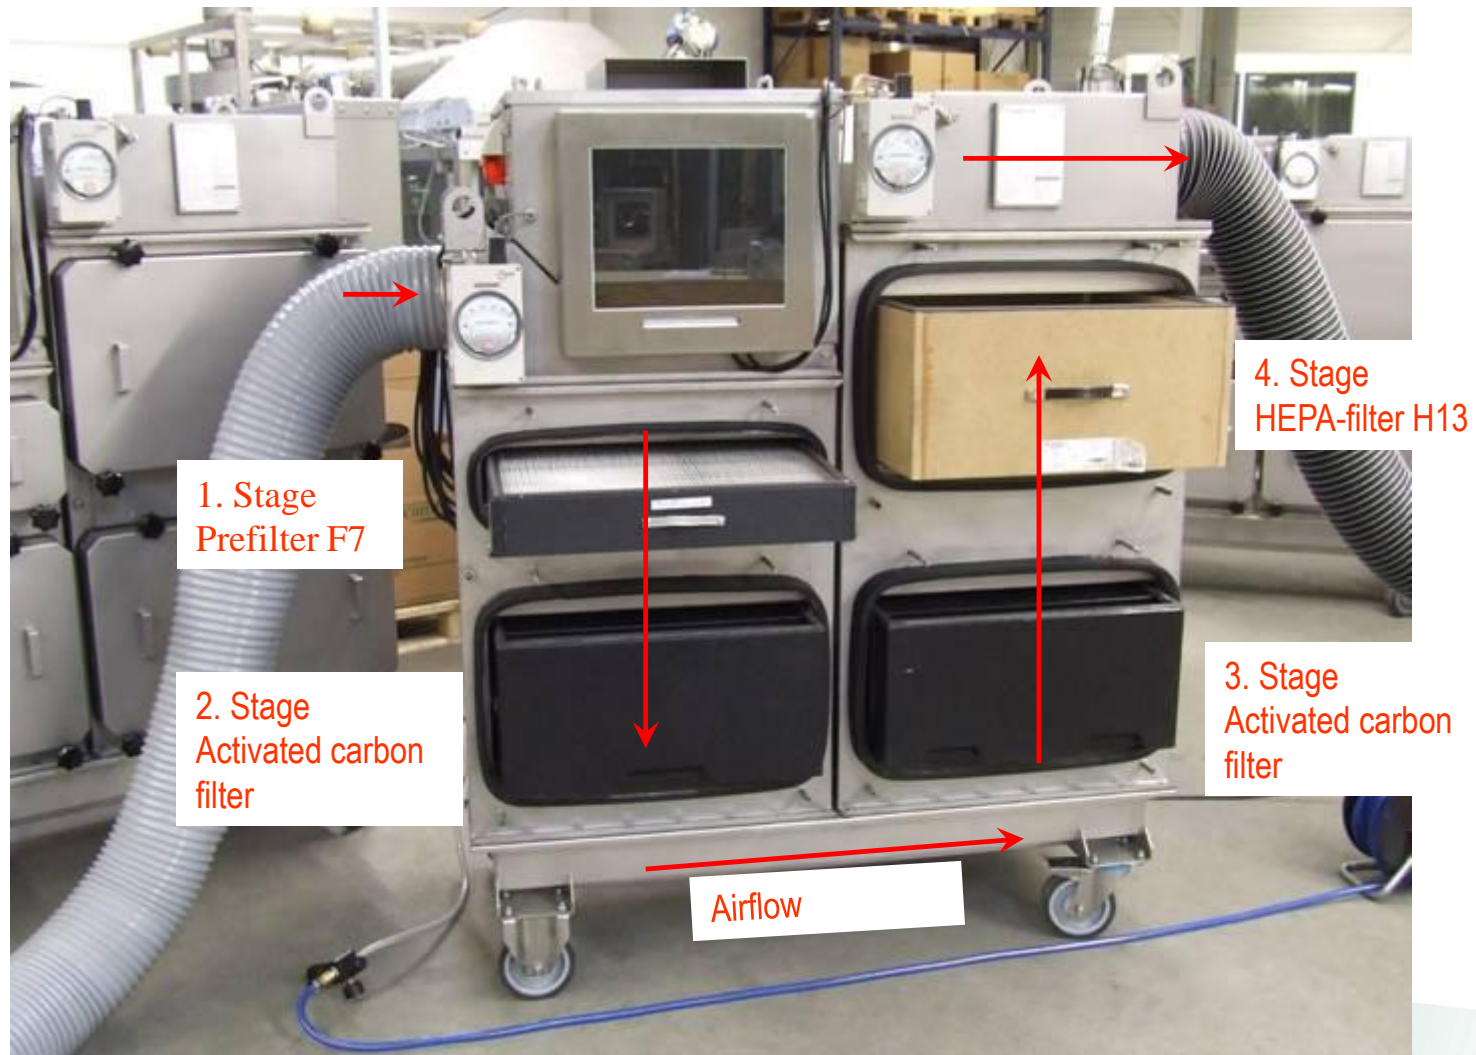 1. Stage
Prefilter F7
2. Stage
Activated carbon
filter
Airflow
4. Stage
HEPA-filter H13
3. Stage
Activated carbon
filter